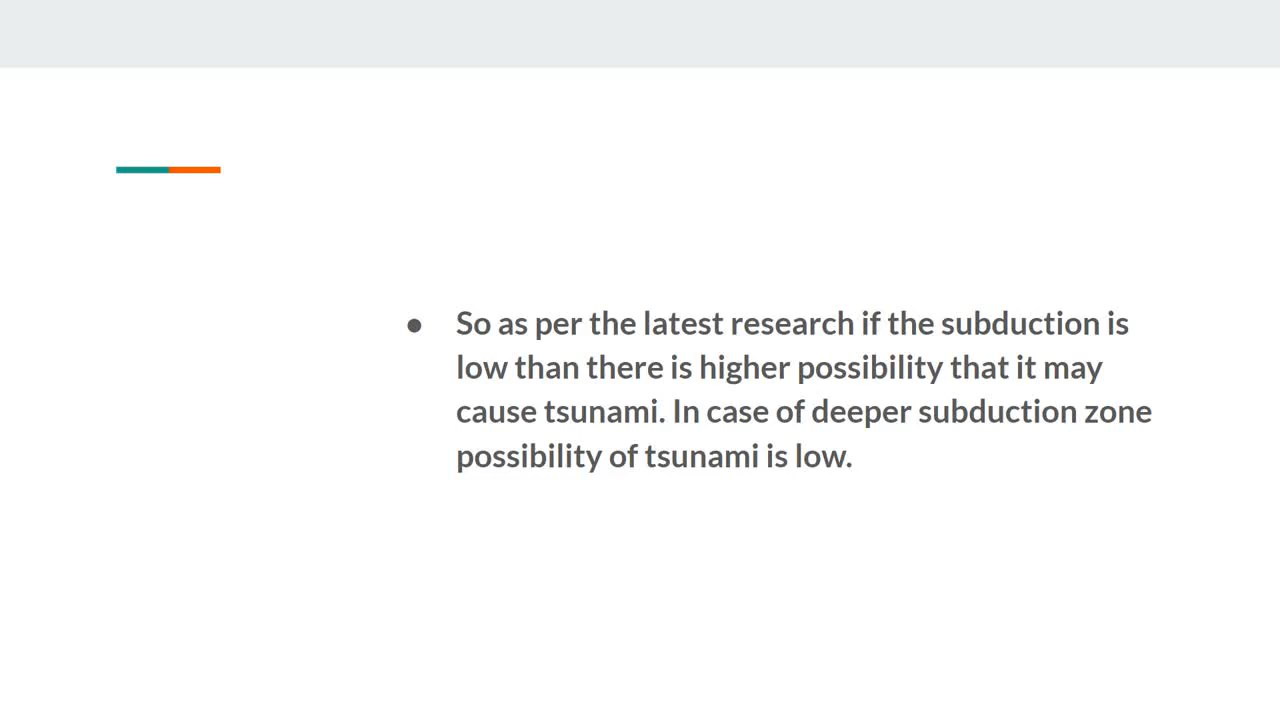 ● So as per the latest research if the subduction is
low than there is higher possibility that it may
cause tsunami. In case of deeper subduction zone
possibility of tsunami is low.